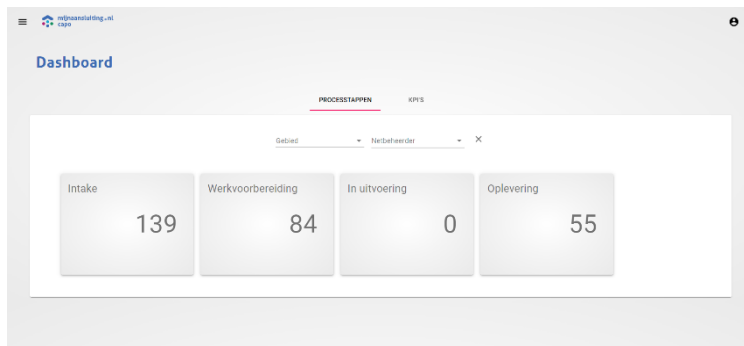 mijnaansluiting.nl
capo
Dashboard
PROCESSTAPPEN KPI'S
Gebied Netbeheerder
Intake Werkvoorbereiding In uitvoering Oplevering
139 84 0 55